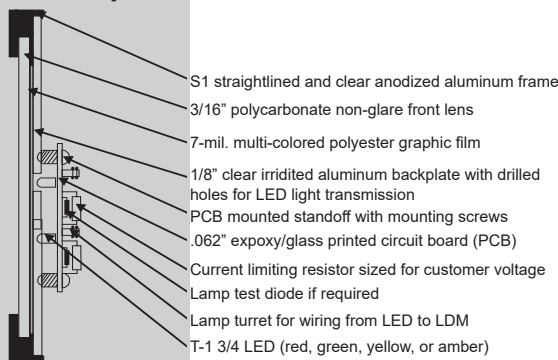 S1 straightlined and clear anodized aluminum frame
3/16” polycarbonate non-glare front lens
7-mil. multi-colored polyester graphic film
1/8” clear irridited aluminum backplate with drilled
holes for LED light transmission
PCB mounted standoff with mounting screws
.062” expoxy/glass printed circuit board (PCB)
Current limiting resistor sized for customer voltage
Lamp test diode if required
Lamp turret for wiring from LED to LDM
T-1 3/4 LED (red, green, yellow, or amber)